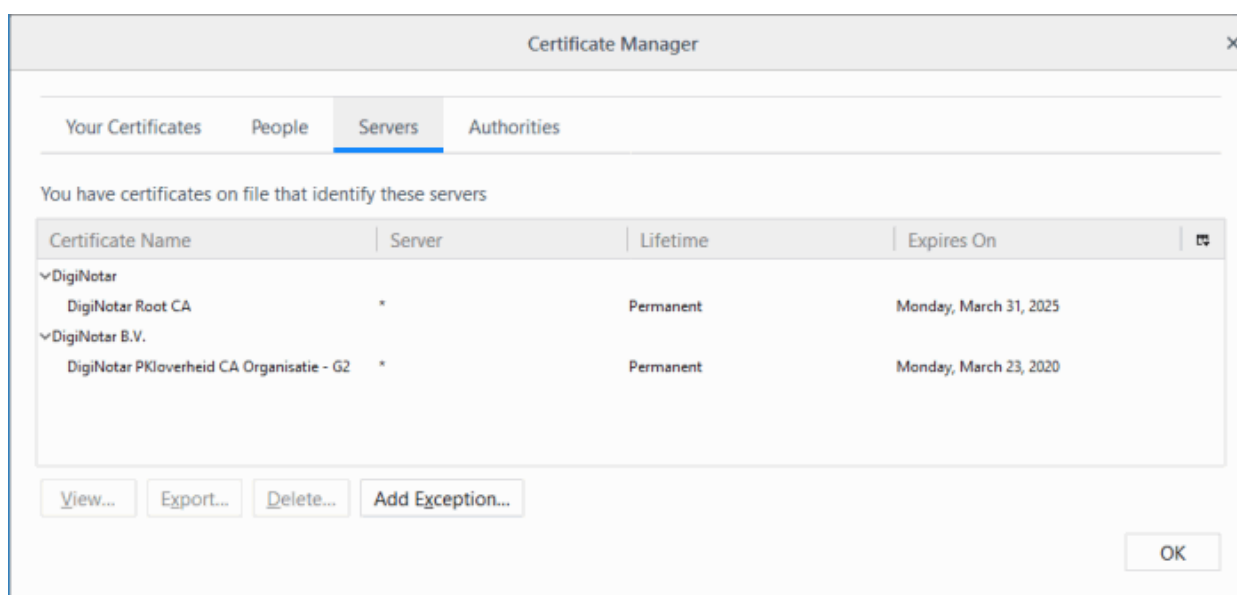 Certificate Manager
Your Certificates People Servers Authorities
You have certificates on file that identify these servers
Certificate Name Server Lifetime Expires On
DigiNotar
DigiNotar Root CA * Permanent Monday, March 31, 2025
DigiNotar B.V.
DigiNotar PKIoverheid CA Organisatie - G2 * Permanent Monday, March 23, 2020
View... Export... Delete... Add Exception...
OK